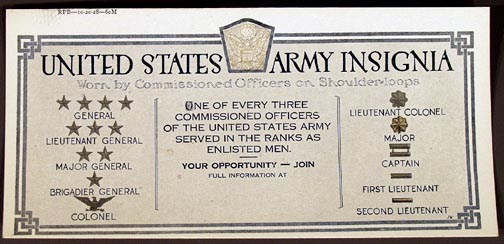 RPB—10-20-28—60M
UNITED STATES ARMY INSIGNIA
Worn by Commissioned Officers on Shoulder-loops
GENERAL
LIEUTENANT GENERAL
MAJOR GENERAL
BRIGADIER GENERAL
COLONEL
ONE OF EVERY THREE
COMMISSIONED OFFICERS
OF THE UNITED STATES ARMY
SERVED IN THE RANKS AS
ENLISTED MEN.
YOUR OPPORTUNITY — JOIN
FULL INFORMATION AT
LIEUTENANT COLONEL
MAJOR
CAPTAIN
FIRST LIEUTENANT
SECOND LIEUTENANT